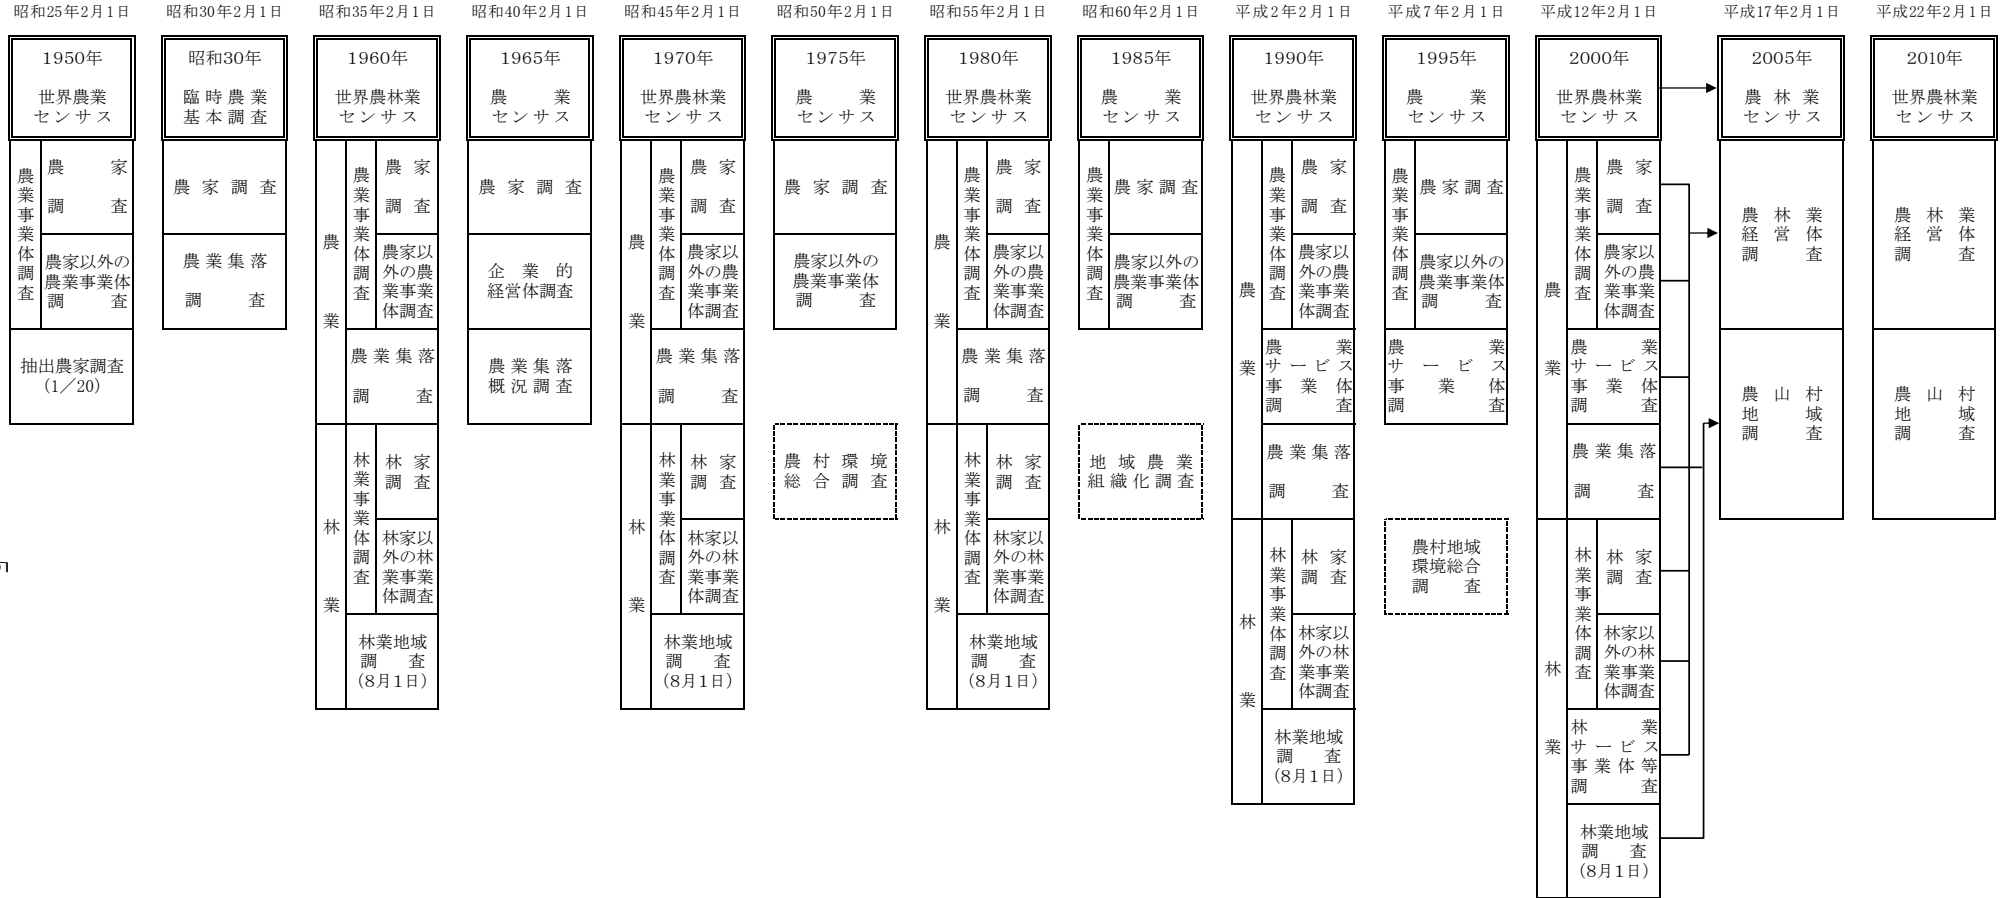 昭和25年2月1日
昭和30年2月1日
昭和35年2月1日
昭和40年2月1日
昭和45年2月1日
昭和50年2月1日
昭和55年2月1日
昭和60年2月1日
平成2年2月1日
平成7年2月1日
平成12年2月1日
平成17年2月1日
平成22年2月1日
1950年
世界農業
センサス
農業事業体調査
農家
調査
農家以外の
農業事業体
調査
抽出農家調査
(1／20)
昭和30年
臨時農業
基本調査
農家調査
農業集落
調査
1960年
世界農林業
センサス
農業
農業事業体調査
農家
調査
農家以
外の農
業事業
体調査
農業集落
調査
林業
林業事業体調査
林家
調査
林家以
外の林
業事業
体調査
林業地域
調査
(8月1日)
1965年
農業
センサス
農家調査
企業的
経営体調査
農業集落
概況調査
1970年
世界農林業
センサス
農業
農業事業体調査
農家
調査
農家以
外の農
業事業
体調査
農業集落
調査
林業
林業事業体調査
林家
調査
林家以
外の林
業事業
体調査
林業地域
調査
(8月1日)
1975年
農業
センサス
農家調査
農家以外の
農業事業体
調査
農村環境
総合調査
1980年
世界農林業
センサス
農業
農業事業体調査
農家
調査
農家以
外の農
業事業
体調査
農業集落
調査
林業
林業事業体調査
林家
調査
林家以
外の林
業事業
体調査
林業地域
調査
(8月1日)
1985年
農業
センサス
農業事業体調査
農家調査
農家以外の
農業事業体
調査
地域農業
組織化調査
1990年
世界農林業
センサス
農業
農業事業体調査
農家
調査
農家以
外の農
業事業
体調査
農業
サービス
事業体
調査
農業集落
調査
林業
林業事業体調査
林家
調査
林家以
外の林
業事業
体調査
林業地域
調査
(8月1日)
1995年
農業
センサス
農業事業体調査
農家調査
農家以外の
農業事業体
調査
農業
サービス
事業体
調査
農村地域
環境総合
調査
2000年
世界農林業
センサス
農業
農業事業体調査
農家
調査
農家以
外の農
業事業
体調査
農業
サービス
事業体
調査
農業集落
調査
林業
林業事業体調査
林家
調査
林家以
外の林
業事業
体調査
林業
サービス
事業体等
調査
林業地域
調査
(8月1日)
2005年
農林業
センサス
農林業
経営体
調査
農山村
地域
調査
2010年
世界農林業
センサス
農林業
経営体
調査
農山村
地域
調査